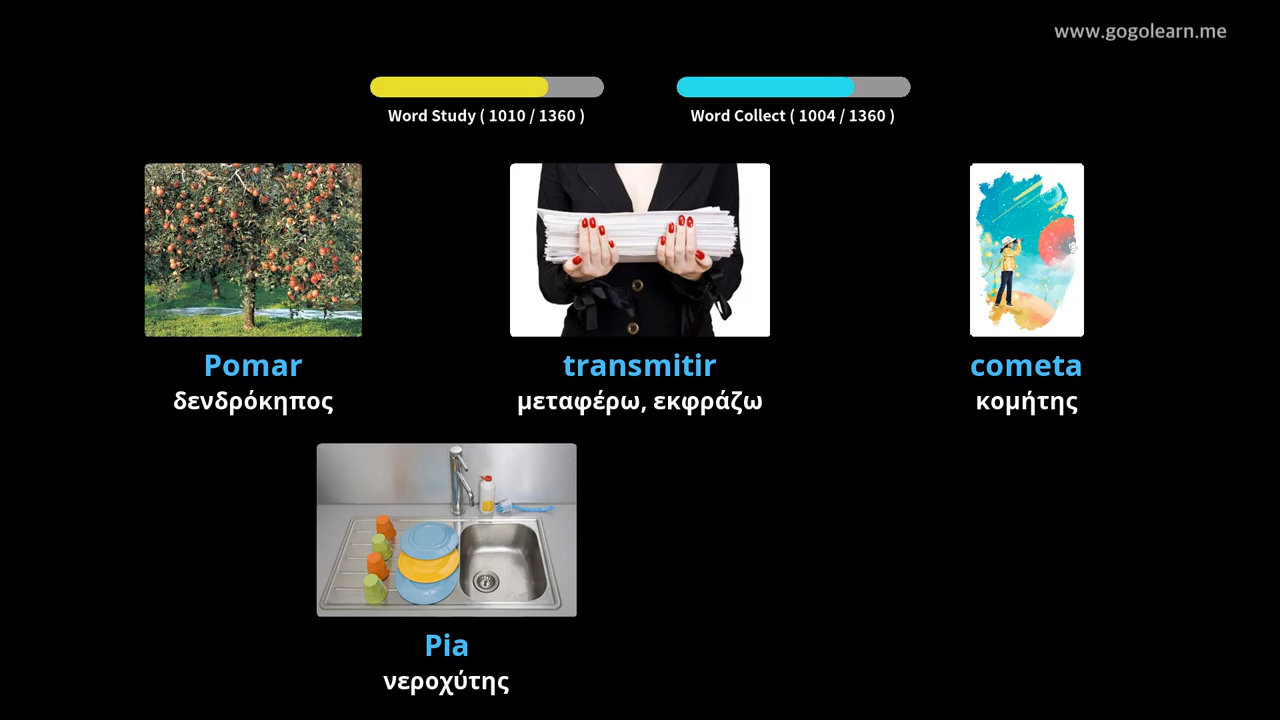 www.gogolearn.me
Word Study ( 1010 / 1360 )
Word Collect ( 1004 / 1360 )
Pomar
δενδρόκηπος
transmitir
μεταφέρω, εκφράζω
cometa
κομήτης
Pia
νεροχύτης